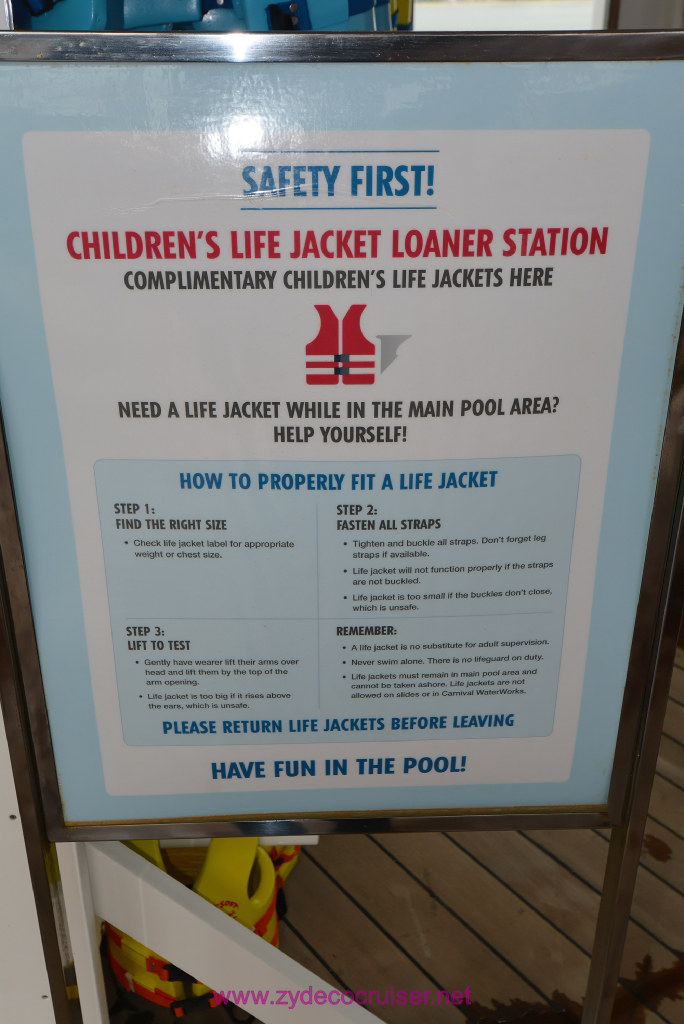 SAFETY FIRST!
CHILDREN'S LIFE JACKET LOANER STATION
COMPLIMENTARY CHILDREN'S LIFE JACKETS HERE
NEED A LIFE JACKET WHILE IN THE MAIN POOL AREA?
HELP YOURSELF!
HOW TO PROPERLY FIT A LIFE JACKET
STEP 1:
FIND THE RIGHT SIZE
• Check life jacket label for appropriate
weight or chest size.
STEP 2:
FASTEN ALL STRAPS
• Tighten and buckle all straps. Don't forget leg
straps if available.
• Life jacket will not function properly if the straps
are not buckled.
• Life jacket is too small if the buckles don't close,
which is unsafe.
STEP 3:
LIFT TO TEST
• Gently have wearer lift their arms over
head and lift them by the top of the
arm opening.
• Life jacket is too big if it rises above
the ears, which is unsafe.
REMEMBER:
• A life jacket is no substitute for adult supervision.
• Never swim alone. There is no lifeguard on duty.
• Life jackets must remain in main pool area and
cannot be taken ashore. Life jackets are not
allowed on slides or in Carnival WaterWorks.
PLEASE RETURN LIFE JACKETS BEFORE LEAVING
HAVE FUN IN THE POOL!
www.zydecocruiser.net